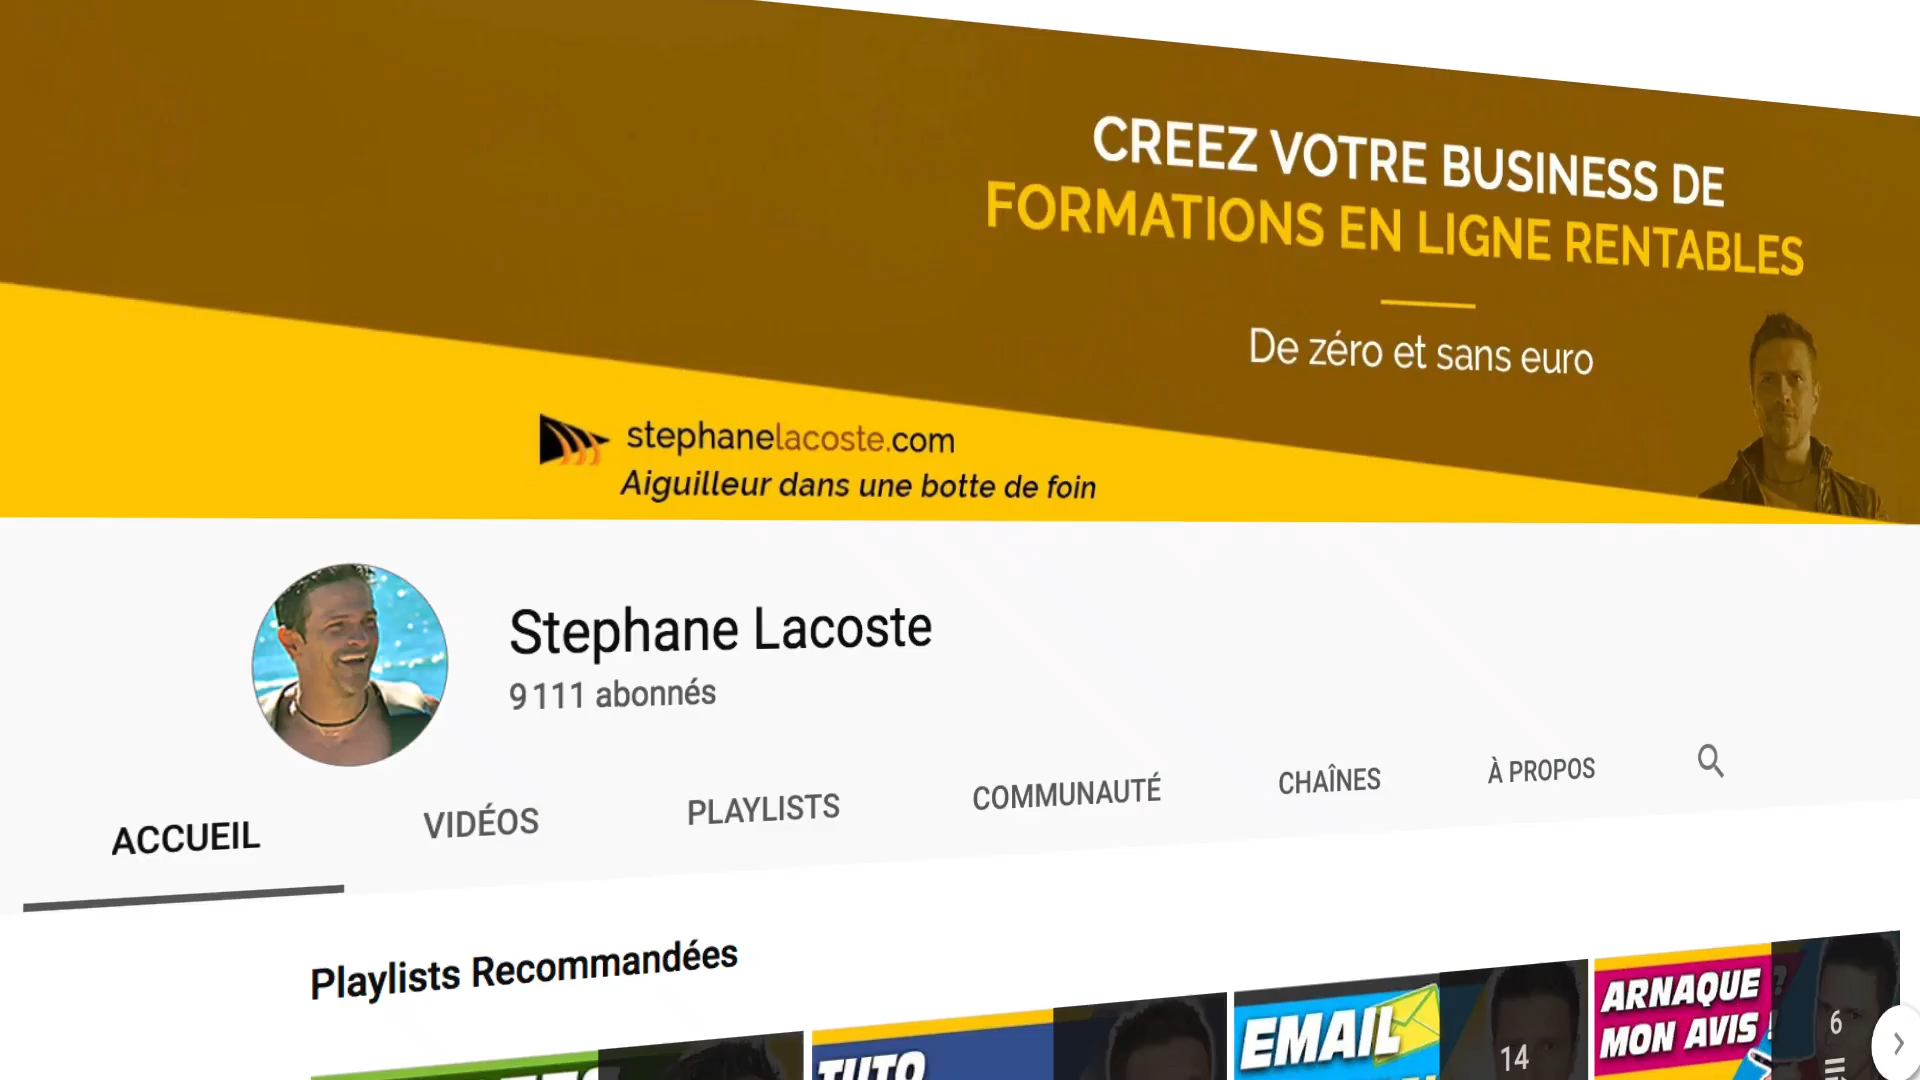 CREEZ VOTRE BUSINESS DE
FORMATIONS EN LIGNE RENTABLES
De zéro et sans euro
stephanelacoste.com
Aiguilleur dans une botte de foin
Stephane Lacoste
9 111 abonnés
ACCUEIL
VIDÉOS
PLAYLISTS
COMMUNAUTÉ
CHAÎNES
À PROPOS
Playlists Recommandées
TUTO
EMAIL
14
ARNAQUE ?
MON AVIS !
6